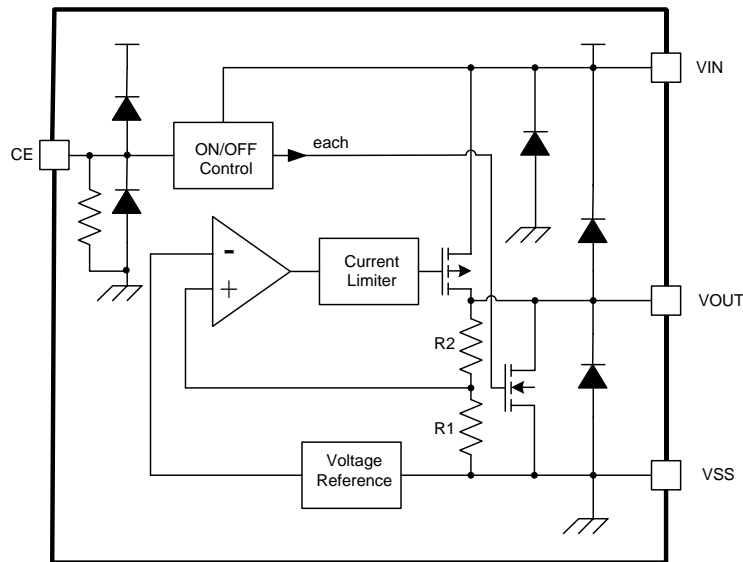 VIN
CE
ON/OFF
Control
each
-
+
Current
Limiter
VOUT
R2
R1
Voltage
Reference
VSS